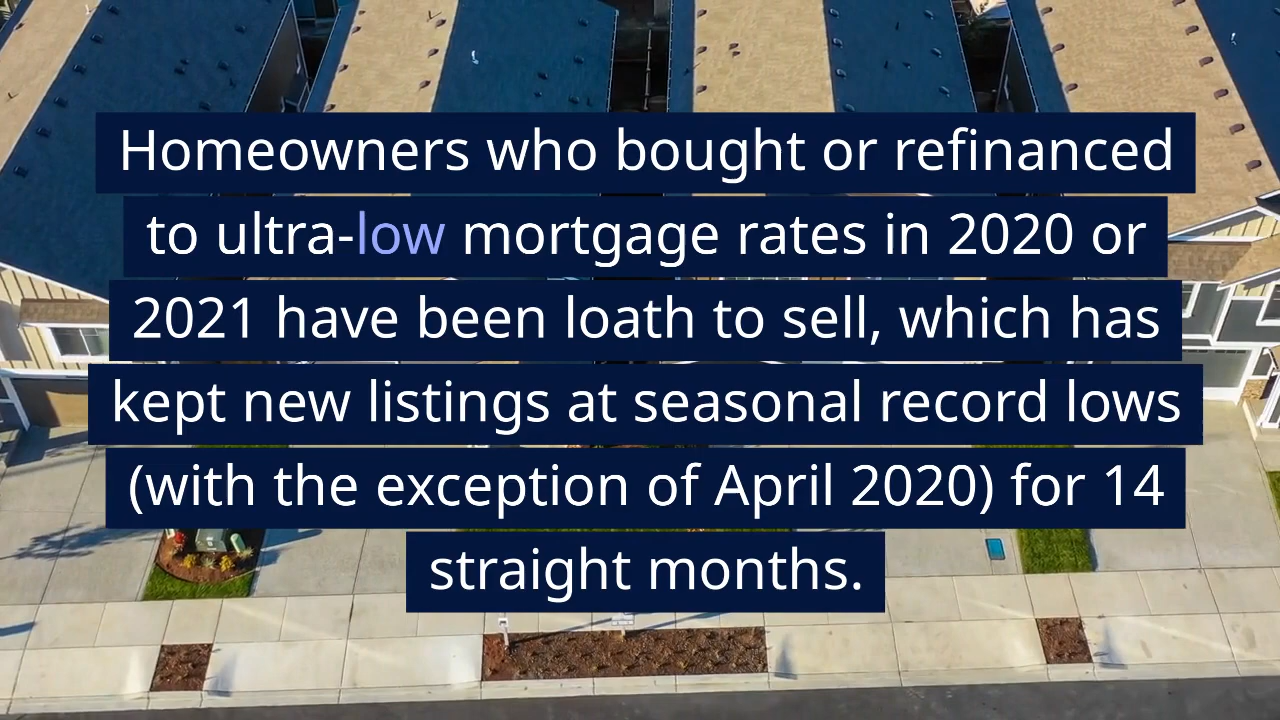 Homeowners who bought or refinanced
to ultra-low mortgage rates in 2020 or
2021 have been loath to sell, which has
kept new listings at seasonal record lows
(with the exception of April 2020) for 14
straight months.